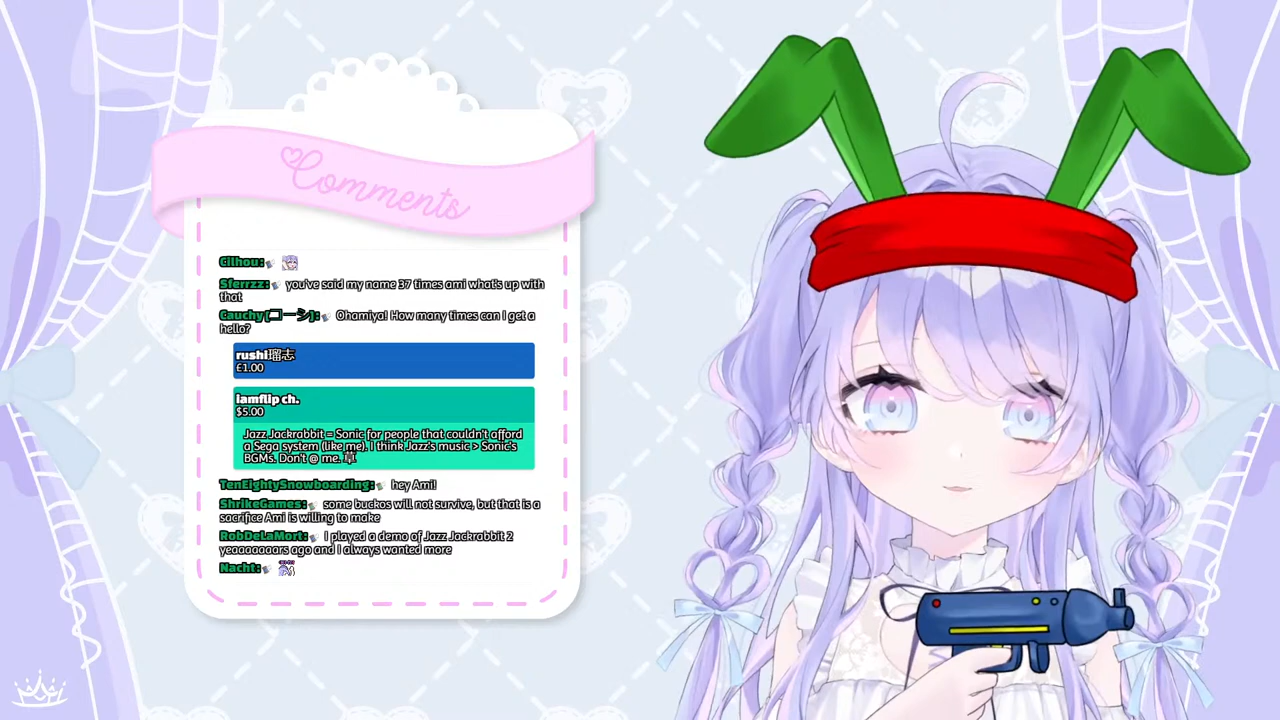 Comments
Cilhou:
Sferrzz: you've said my name 37 times ami what's up with
that
Cauchy[コーシ]: Ohamiya! How many times can I get a
hello?
rushi瑠志
£1.00
Iamflip ch.
$5.00
Jazz Jackrabbit = Sonic for people that couldn't afford
a Sega system (like me). I think Jazz's music > Sonic's
BGMs. Don't @ me. 草
TenEightySnowboarding: hey Ami!
ShrikeGames: some buckos will not survive, but that is a
sacrifice Ami is willing to make
RobDeLaMort: I played a demo of Jazz Jackrabbit 2
yeaaaaaaars ago and I always wanted more
Nacht: